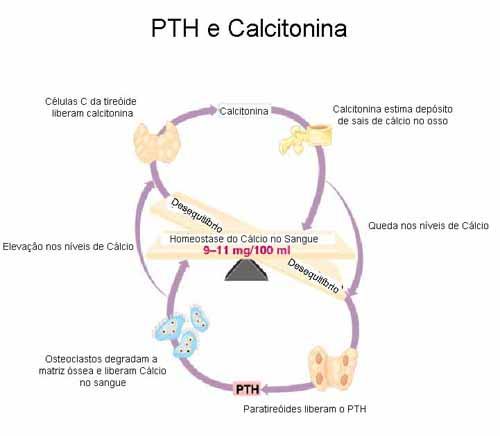 PTH e Calcitonina
Células C da tireóide
liberam calcitonina
Calcitonina
Calcitonina estima depósito
de sais de cálcio no osso
Desequilíbrio
Queda nos níveis de Cálcio
Homeostase do Cálcio no Sangue
9–11 mg/100 ml
Elevação nos níveis de Cálcio
Desequilíbrio
Osteoclastos degradam a
matriz óssea e liberam Cálcio
no sangue
PTH
Paratireóides liberam o PTH